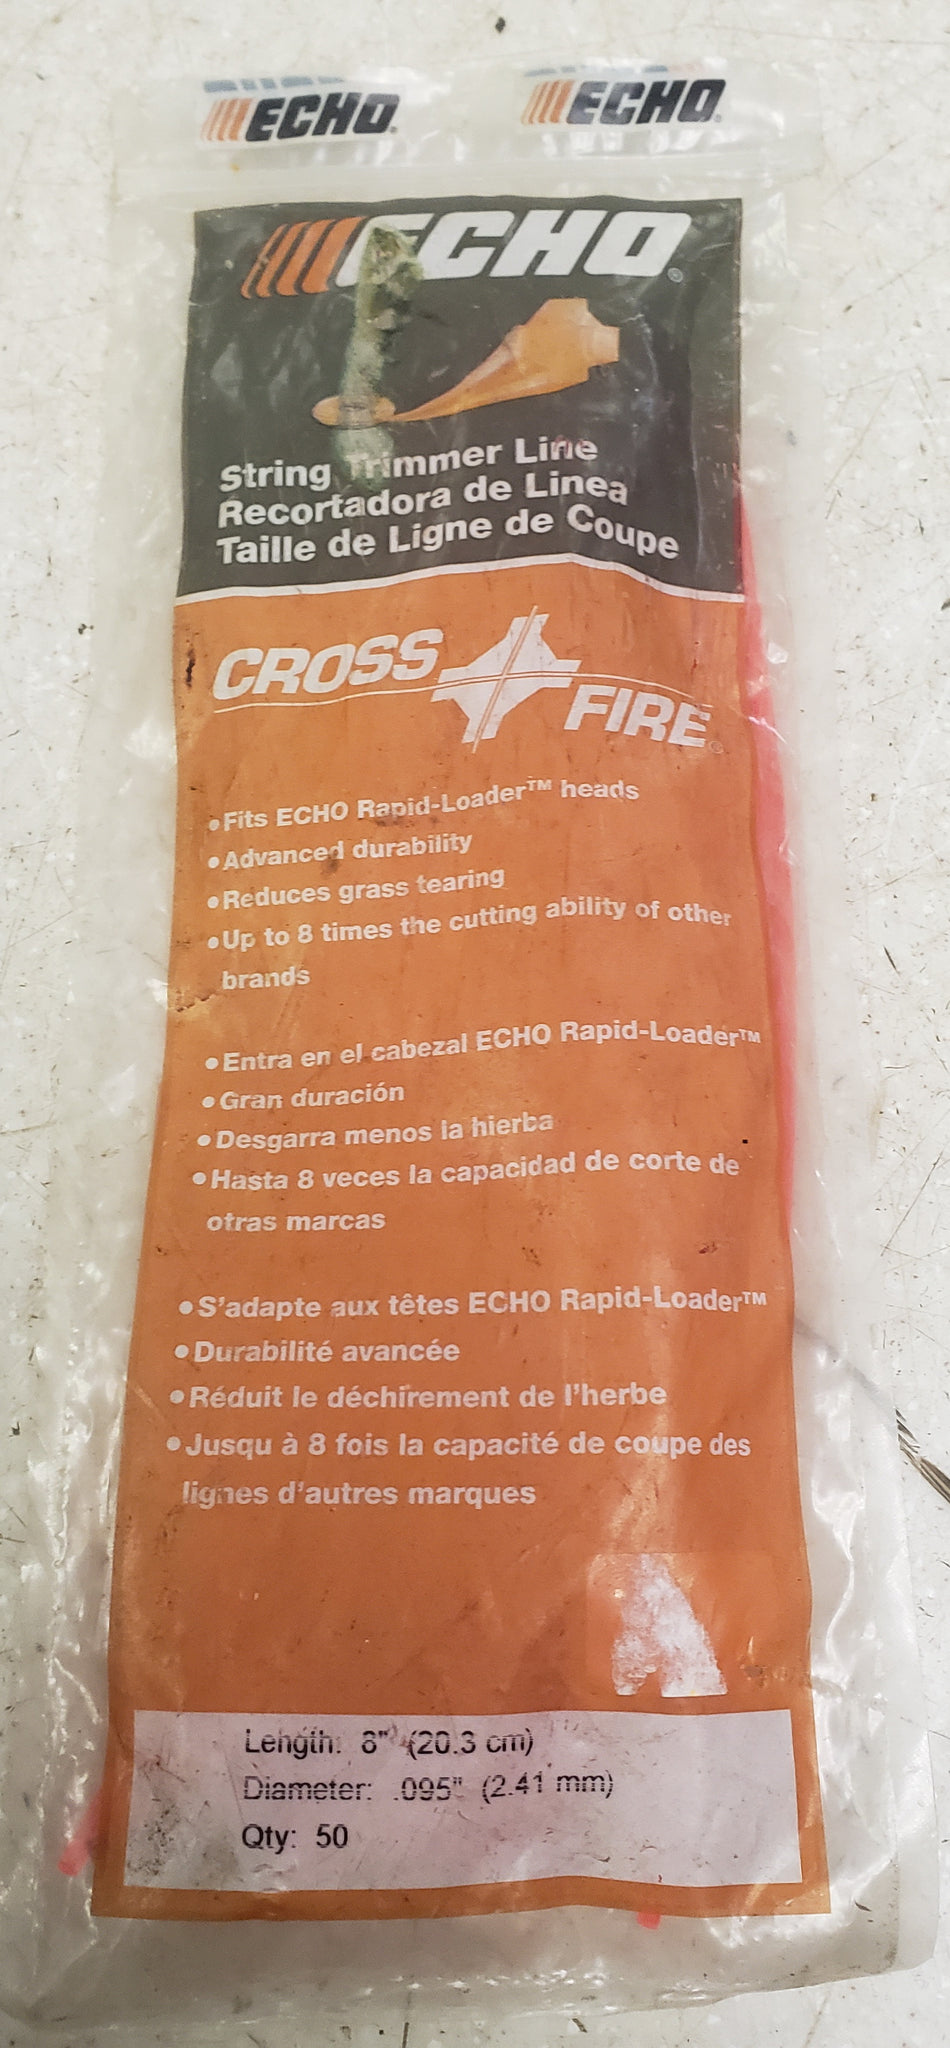 ECHO ECHO
ECHO
String Trimmer Line
Recortadora de Linea
Taille de Ligne de Coupe
CROSS
FIRE®
•Fits ECHO Rapid-Loader™ heads
•Advanced durability
•Reduces grass tearing
•Up to 8 times the cutting ability of other
brands
•Entra en el cabezal ECHO Rapid-Loader™
•Gran duración
•Desgarra menos la hierba
•Hasta 8 veces la capacidad de corte de
otras marcas
•S'adapte aux têtes ECHO Rapid-Loader™
•Durabilité avancée
•Réduit le déchirement de l'herbe
•Jusqu à 8 fois la capacité de coupe des
lignes d'autres marques
Length: 8" (20.3 cm)
Diameter: .095" (2.41 mm)
Qty: 50